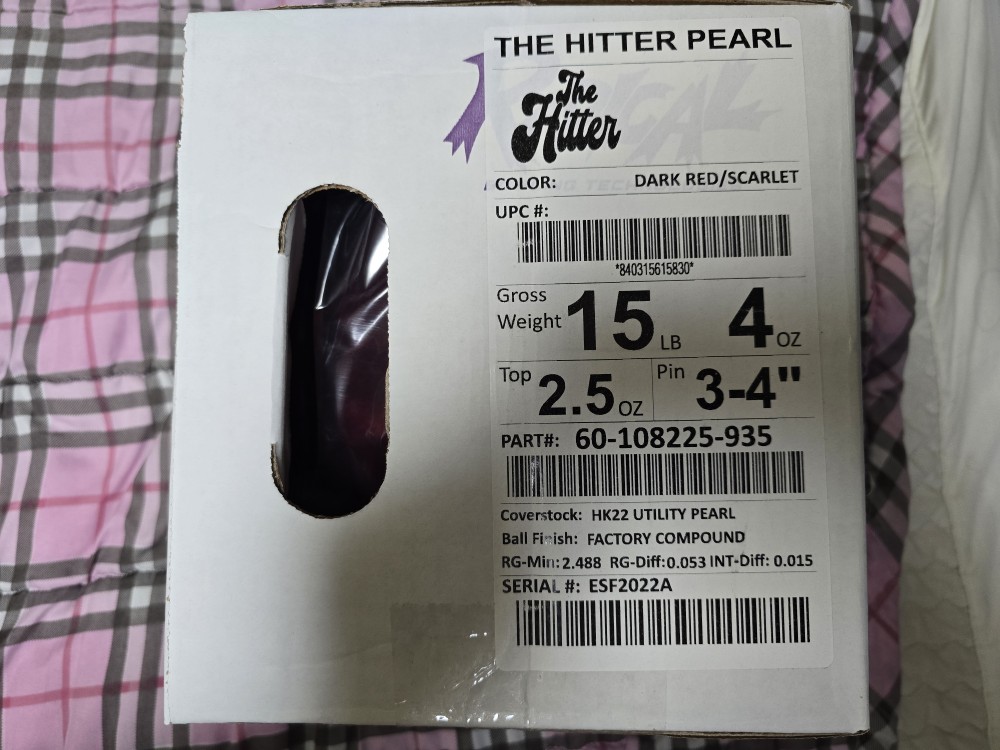 THE HITTER PEARL
The
Hitter
COLOR: DARK RED/SCARLET
UPC #:
*840315615830*
Gross
Weight 15 LB 4 OZ
Top 2.5 OZ Pin 3-4"
PART#: 60-108225-935
Coverstock: HK22 UTILITY PEARL
Ball Finish: FACTORY COMPOUND
RG-Min: 2.488 RG-Diff: 0.053 INT-Diff: 0.015
SERIAL #: ESF2022A